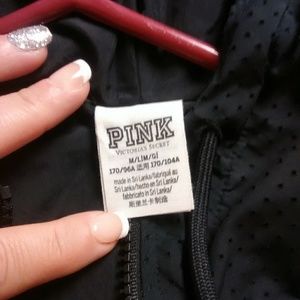 PINK
VICTORIA'S SECRET
M/L|M/G|
170/96A 适用 170/104A
made in Sri Lanka/fabriqué au
Sri Lanka/hecho en Sri Lanka/
fabricato in Sri Lanka/
斯里兰卡制造